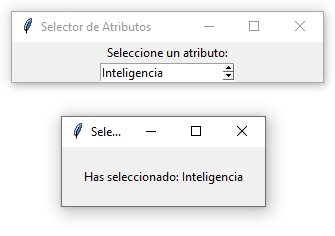 Selector de Atributos
Seleccione un atributo:
Inteligencia
Sele...
Has seleccionado: Inteligencia